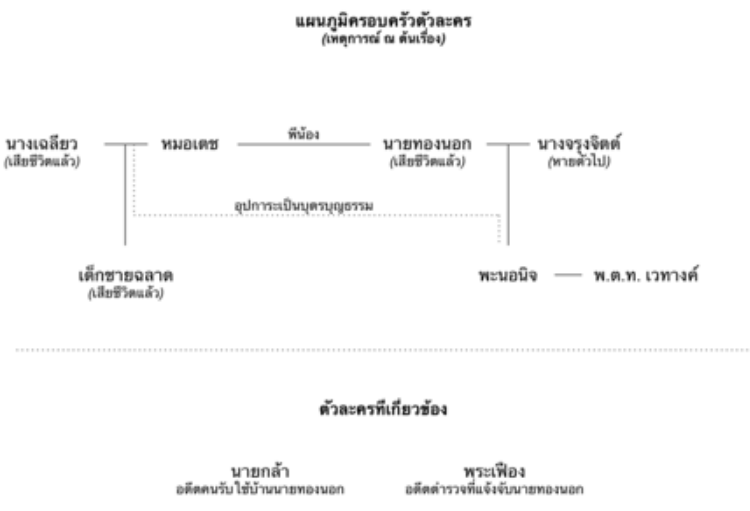 แผนภูมิครอบครัวตัวละคร
(เหตุการณ์ ณ ต้นเรื่อง)
นางเฉลียว หมอเดช พี่น้อง นายทองนอก นางจรุงจิตต์
(เสียชีวิตแล้ว) (เสียชีวิตแล้ว) (หายตัวไป)
อุปการะเป็นบุตรบุญธรรม
เด็กชายฉลาด พะนอนิจ พ.ต.ท. เวทางค์
(เสียชีวิตแล้ว)
ตัวละครที่เกี่ยวข้อง
นายกล้า พระเฟือง
อดีตคนรับใช้บ้านนายทองนอก อดีตตำรวจที่แจ้งจับนายทองนอก